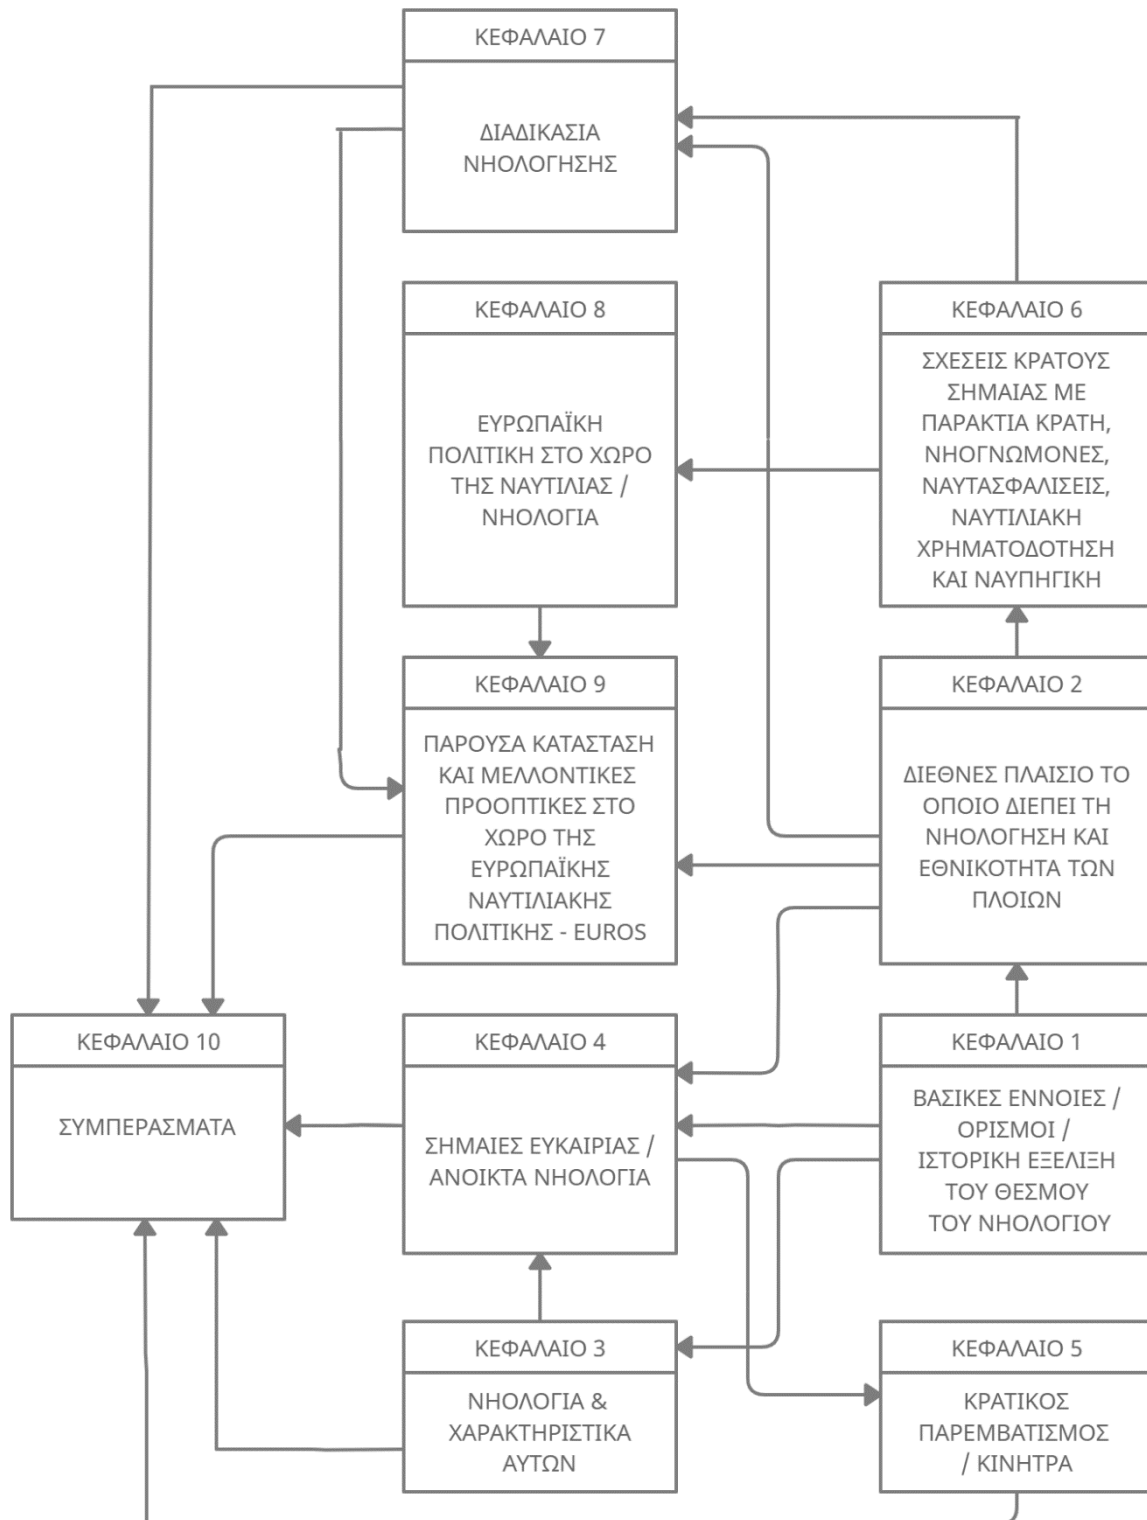 ΚΕΦΑΛΑΙΟ 7
ΔΙΑΔΙΚΑΣΙΑ
ΝΗΟΛΟΓΗΣΗΣ
ΚΕΦΑΛΑΙΟ 8
ΕΥΡΩΠΑΪΚΗ
ΠΟΛΙΤΙΚΗ ΣΤΟ ΧΩΡΟ
ΤΗΣ ΝΑΥΤΙΛΙΑΣ /
ΝΗΟΛΟΓΙΑ
ΚΕΦΑΛΑΙΟ 6
ΣΧΕΣΕΙΣ ΚΡΑΤΟΥΣ
ΣΗΜΑΙΑΣ ΜΕ
ΠΑΡΑΚΤΙΑ ΚΡΑΤΗ,
ΝΗΟΓΝΩΜΟΝΕΣ,
ΝΑΥΤΑΣΦΑΛΙΣΕΙΣ,
ΝΑΥΤΙΛΙΑΚΗ
ΧΡΗΜΑΤΟΔΟΤΗΣΗ
ΚΑΙ ΝΑΥΠΗΓΙΚΗ
ΚΕΦΑΛΑΙΟ 9
ΠΑΡΟΥΣΑ ΚΑΤΑΣΤΑΣΗ
ΚΑΙ ΜΕΛΛΟΝΤΙΚΕΣ
ΠΡΟΟΠΤΙΚΕΣ ΣΤΟ
ΧΩΡΟ ΤΗΣ
ΕΥΡΩΠΑΪΚΗΣ
ΝΑΥΤΙΛΙΑΚΗΣ
ΠΟΛΙΤΙΚΗΣ - EUROS
ΚΕΦΑΛΑΙΟ 2
ΔΙΕΘΝΕΣ ΠΛΑΙΣΙΟ ΤΟ
ΟΠΟΙΟ ΔΙΕΠΕΙ ΤΗ
ΝΗΟΛΟΓΗΣΗ ΚΑΙ
ΕΘΝΙΚΟΤΗΤΑ ΤΩΝ
ΠΛΟΙΩΝ
ΚΕΦΑΛΑΙΟ 10
ΣΥΜΠΕΡΑΣΜΑΤΑ
ΚΕΦΑΛΑΙΟ 4
ΣΗΜΑΙΕΣ ΕΥΚΑΙΡΙΑΣ /
ΑΝΟΙΚΤΑ ΝΗΟΛΟΓΙΑ
ΚΕΦΑΛΑΙΟ 1
ΒΑΣΙΚΕΣ ΕΝΝΟΙΕΣ /
ΟΡΙΣΜΟΙ /
ΙΣΤΟΡΙΚΗ ΕΞΕΛΙΞΗ
ΤΟΥ ΘΕΣΜΟΥ
ΤΟΥ ΝΗΟΛΟΓΙΟΥ
ΚΕΦΑΛΑΙΟ 3
ΝΗΟΛΟΓΙΑ &
ΧΑΡΑΚΤΗΡΙΣΤΙΚΑ
ΑΥΤΩΝ
ΚΕΦΑΛΑΙΟ 5
ΚΡΑΤΙΚΟΣ
ΠΑΡΕΜΒΑΤΙΣΜΟΣ
/ ΚΙΝΗΤΡΑ